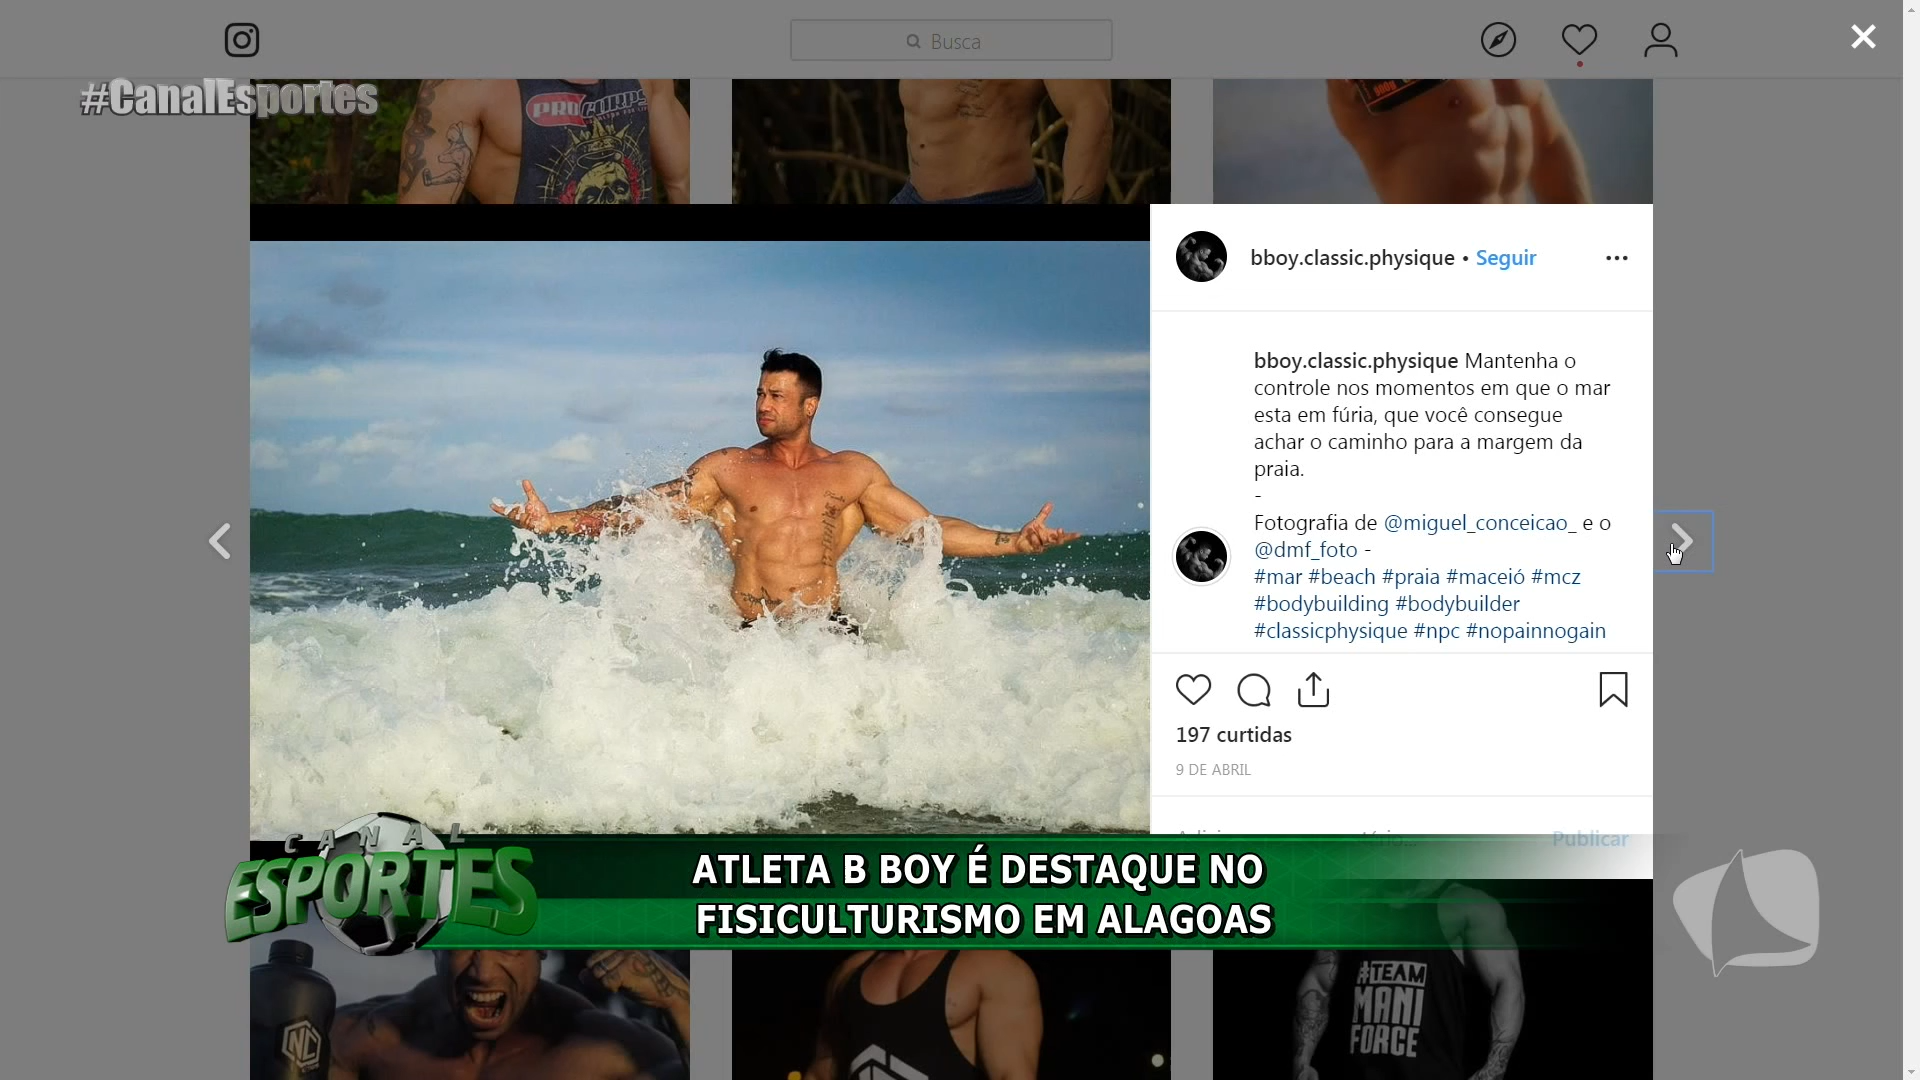 Busca
#CanalEsportes
PRO CORPS
bboy.classic.physique • Seguir
bboy.classic.physique Mantenha o
controle nos momentos em que o mar
esta em fúria, que você consegue
achar o caminho para a margem da
praia.
-
Fotografia de @miguel_conceicao_ e o
@dmf_foto -
#mar #beach #praia #maceió #mcz
#bodybuilding #bodybuilder
#classicphysique #npc #nopainnogain
197 curtidas
9 DE ABRIL
Publicar
CANAL
ESPORTES
ATLETA B BOY É DESTAQUE NO
FISICULTURISMO EM ALAGOAS
#TEAM
MANI
FORCE